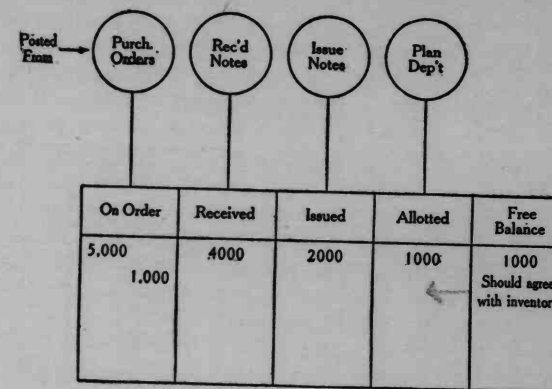 Posted
From
Purch.
Orders
Rec'd
Notes
Issue
Notes
Plan
Dep't
On Order
Received
Issued
Allotted
Free
Balance
5,000
1,000
4000
2000
1000
1000
Should agree
with